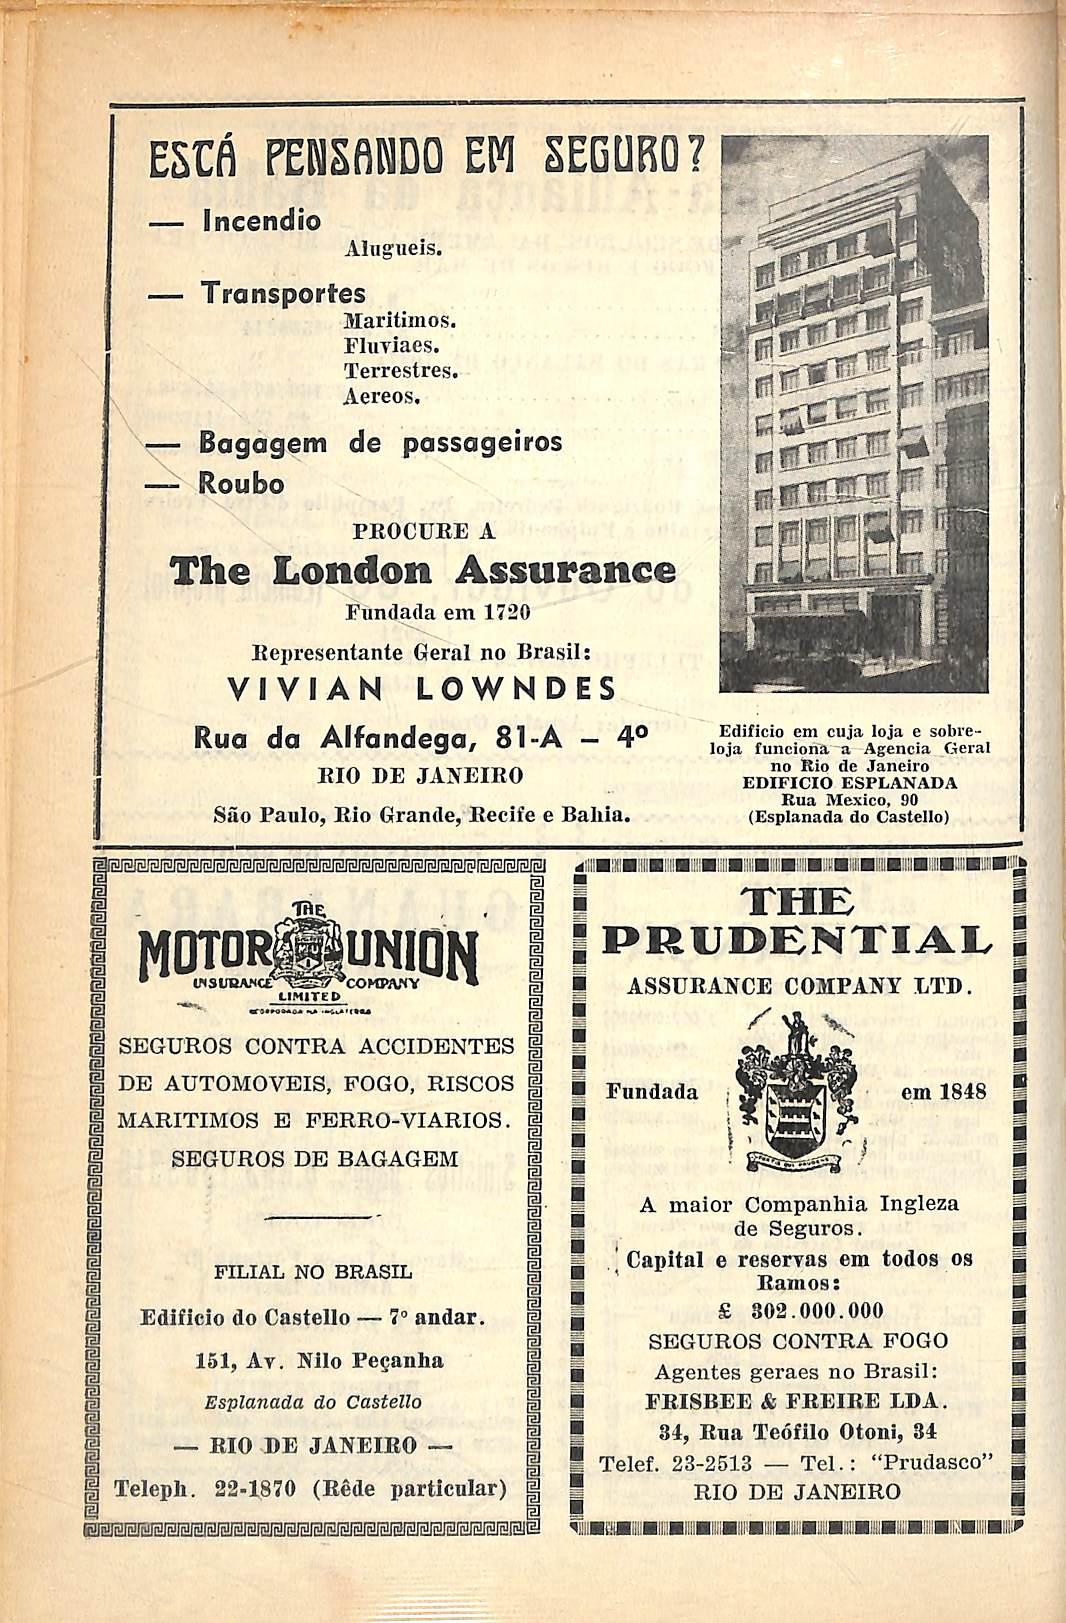 ESTÁ PENSANDO EM SEGURO?
— Incendio
Alugueis.
— Transportes
Maritimos.
Fluviaes.
Terrestres.
Aereos.
— Bagagem de passageiros
— Roubo
PROCURE A
The London Assurance
Fundada em 1720
Representante Geral no Brasil:
VIVIAN LOWNDES
Rua da Alfandega, 81-A — 4º
RIO DE JANEIRO
São Paulo, Rio Grande, Recife e Bahia.
Edificio em cuja loja e sobre-
loja funciona a Agencia Geral
no Rio de Janeiro
EDIFICIO ESPLANADA
Rua Mexico, 90
(Esplanada do Castello)
THE
MOTOR UNION
INSURANCE COMPANY
LIMITED
INCORPORADA NA INGLATERRA
SEGUROS CONTRA ACCIDENTES
DE AUTOMOVEIS, FOGO, RISCOS
MARITIMOS E FERRO-VIARIOS.
SEGUROS DE BAGAGEM
FILIAL NO BRASIL
Edificio do Castello — 7º andar.
151, Av. Nilo Peçanha
Esplanada do Castello
— RIO DE JANEIRO —
Teleph. 22-1870 (Rêde particular)
THE
PRUDENTIAL
ASSURANCE COMPANY LTD.
Fundada em 1848
FORTIS QUI PRUDENS
A maior Companhia Ingleza
de Seguros.
Capital e reservas em todos os
Ramos:
£ 302.000.000
SEGUROS CONTRA FOGO
Agentes geraes no Brasil:
FRISBEE & FREIRE LDA.
34, Rua Teófilo Otoni, 34
Telef. 23-2513 — Tel.: “Prudasco”
RIO DE JANEIRO